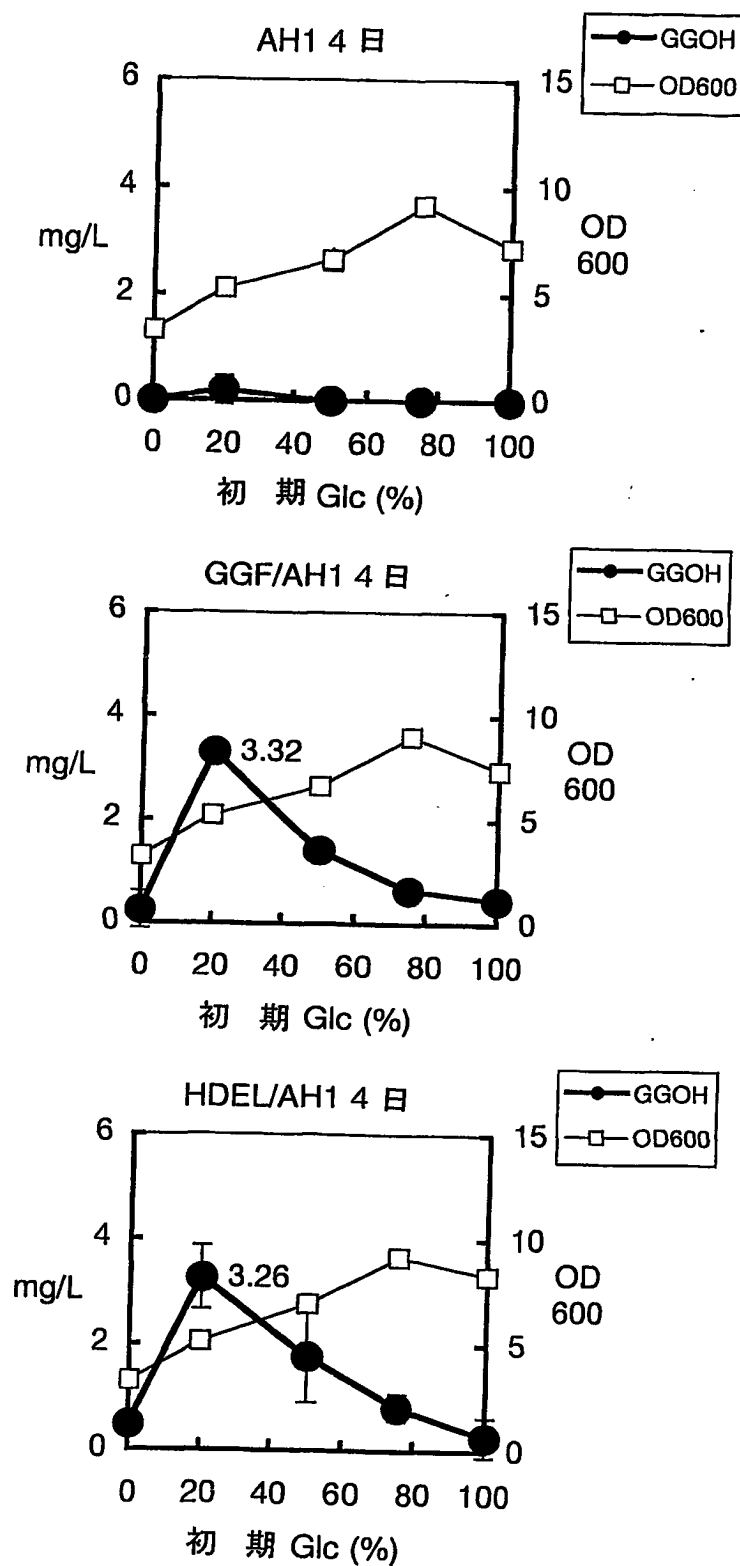 AH1 4 日
GGOH
OD600
6
4
2
0
mg/L
15
10
5
0
OD
600
0 20 40 60 80 100
初 期 Glc (%)
GGF/AH1 4 日
GGOH
OD600
6
4
2
0
mg/L
3.32
15
10
5
0
OD
600
0 20 40 60 80 100
初 期 Glc (%)
HDEL/AH1 4 日
GGOH
OD600
6
4
2
0
mg/L
3.26
15
10
5
0
OD
600
0 20 40 60 80 100
初 期 Glc (%)